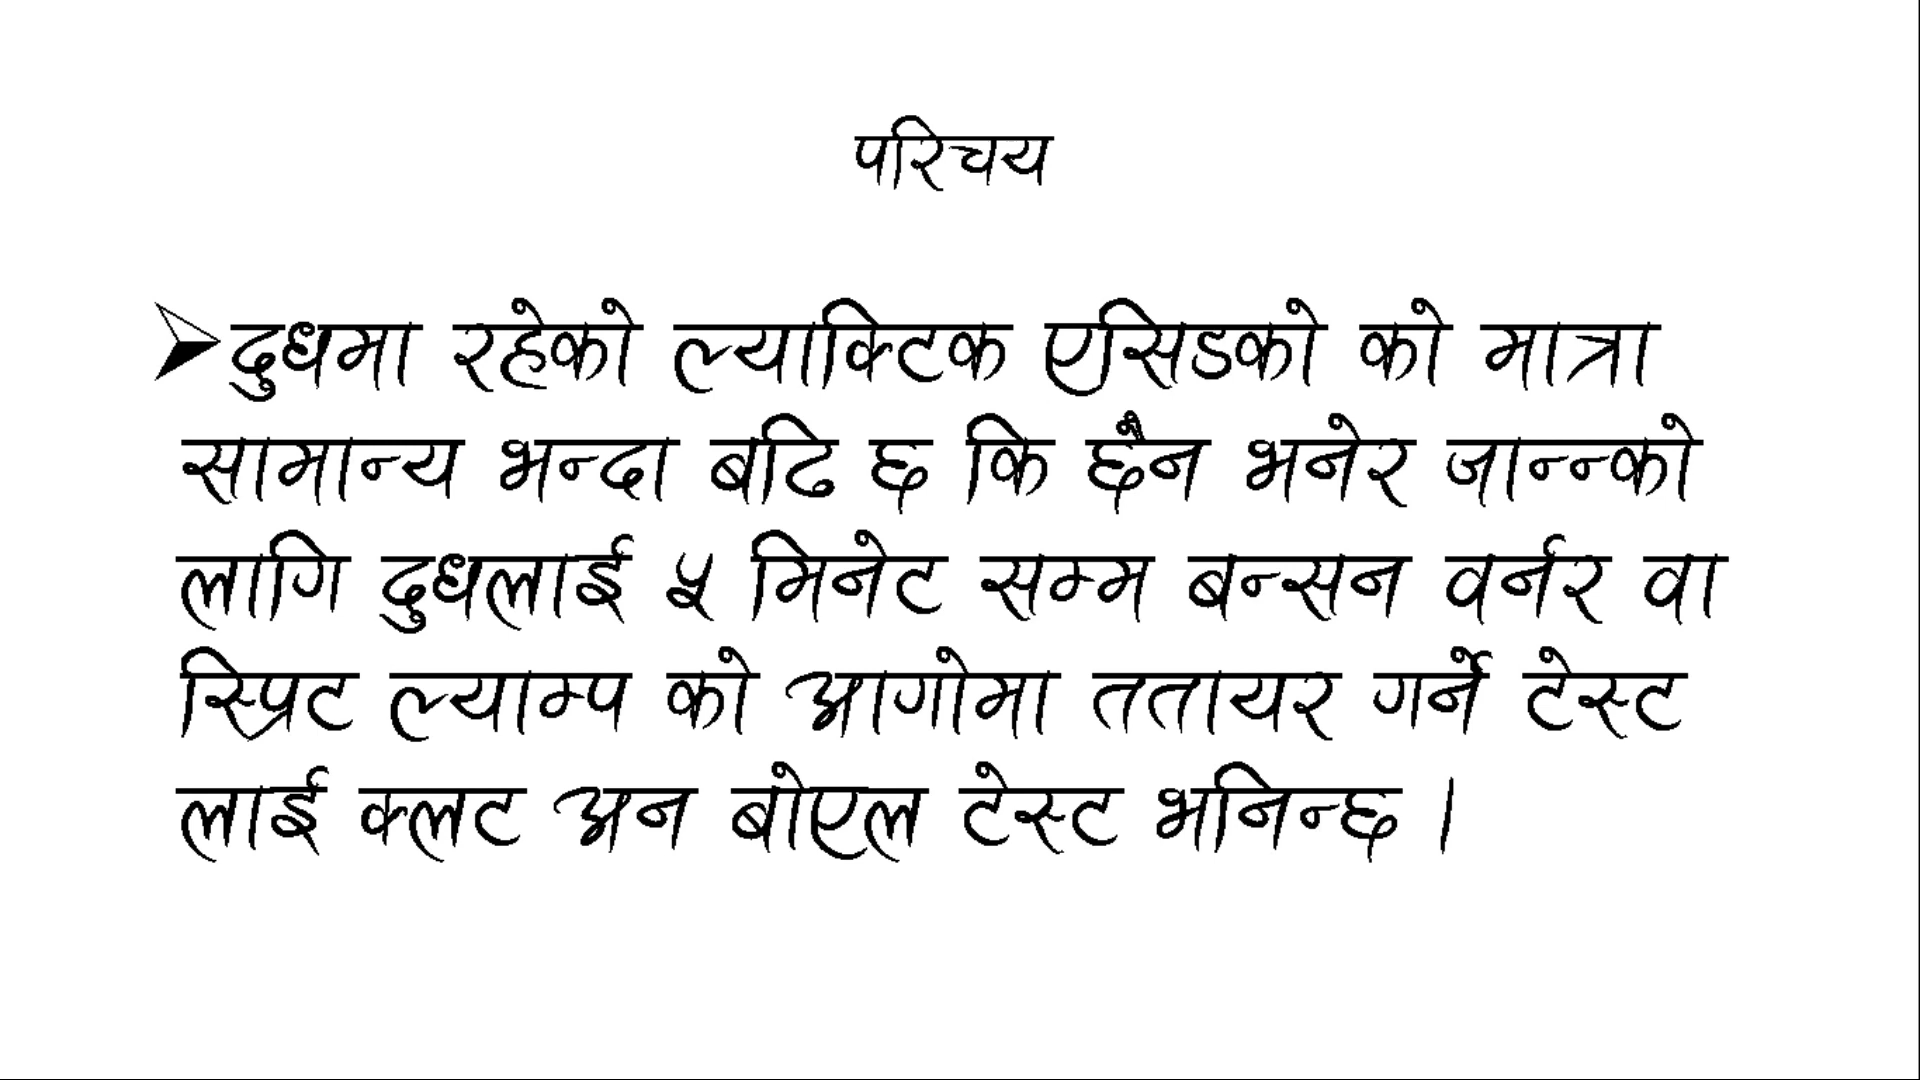 परिचय
➢दुधमा रहेको ल्याक्टिक एसिडको को मात्रा
सामान्य भन्दा बढि छ कि छैन भनेर जान्नको
लागि दुधलाई ५ मिनेट सम्म बन्सन वर्नर वा
स्प्रिट ल्याम्प को आगोमा ततायर गर्ने टेस्ट
लाई क्लट अन बोएल टेस्ट भनिन्छ ।